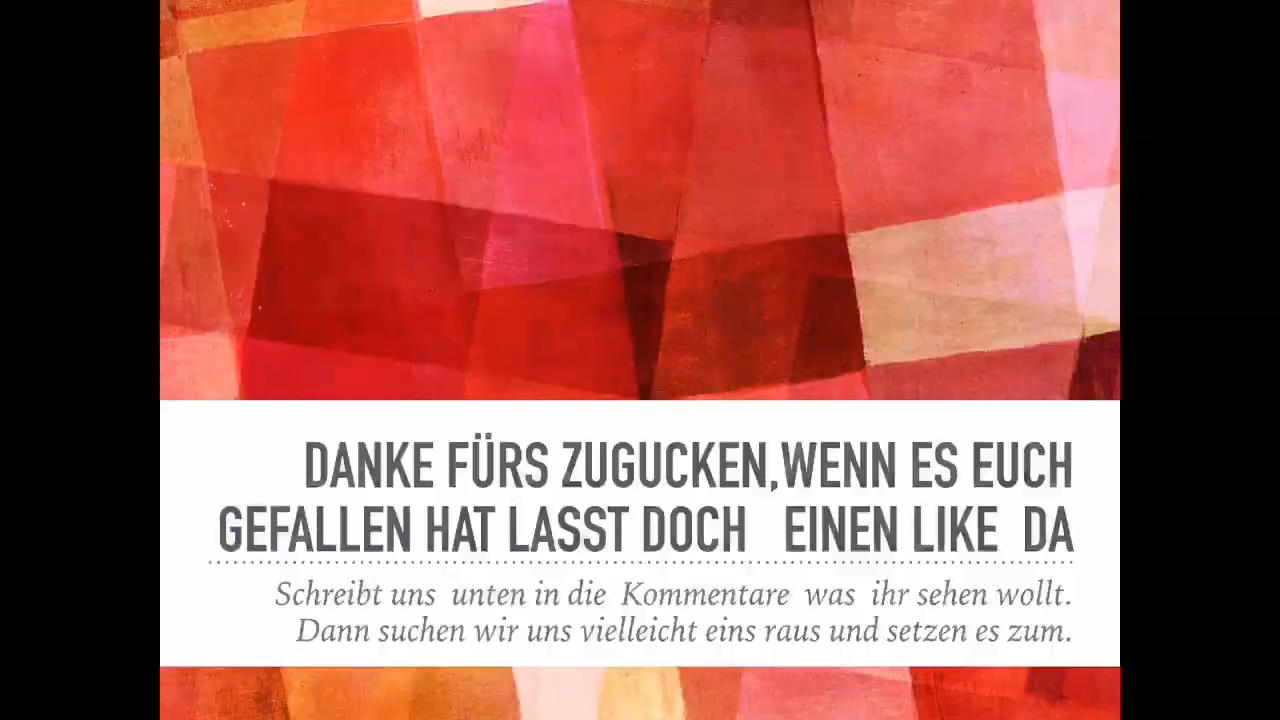 DANKE FÜRS ZUGUCKEN,WENN ES EUCH
GEFALLEN HAT LASST DOCH EINEN LIKE DA
Schreibt uns unten in die Kommentare was ihr sehen wollt.
Dann suchen wir uns vielleicht eins raus und setzen es zum.